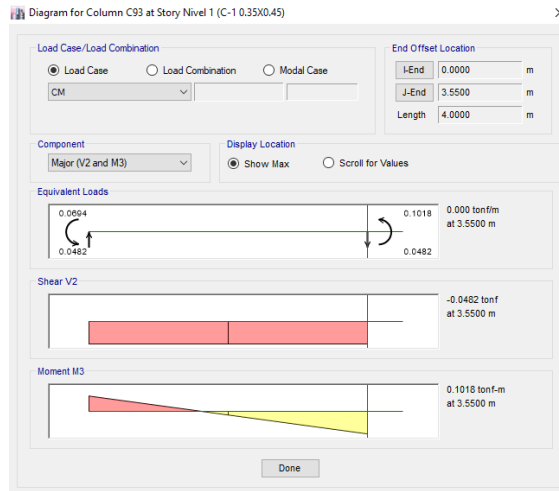 Diagram for Column C93 at Story Nivel 1 (C-1 0.35X0.45)
Load Case/Load Combination
Load Case Load Combination Modal Case
CM
End Offset Location
I-End 0.0000 m
J-End 3.5500 m
Length 4.0000 m
Component
Major (V2 and M3)
Display Location
Show Max Scroll for Values
Equivalent Loads
0.0694 0.1018
0.0482 0.0482
0.000 tonf/m
at 3.5500 m
Shear V2
-0.0482 tonf
at 3.5500 m
Moment M3
0.1018 tonf-m
at 3.5500 m
Done